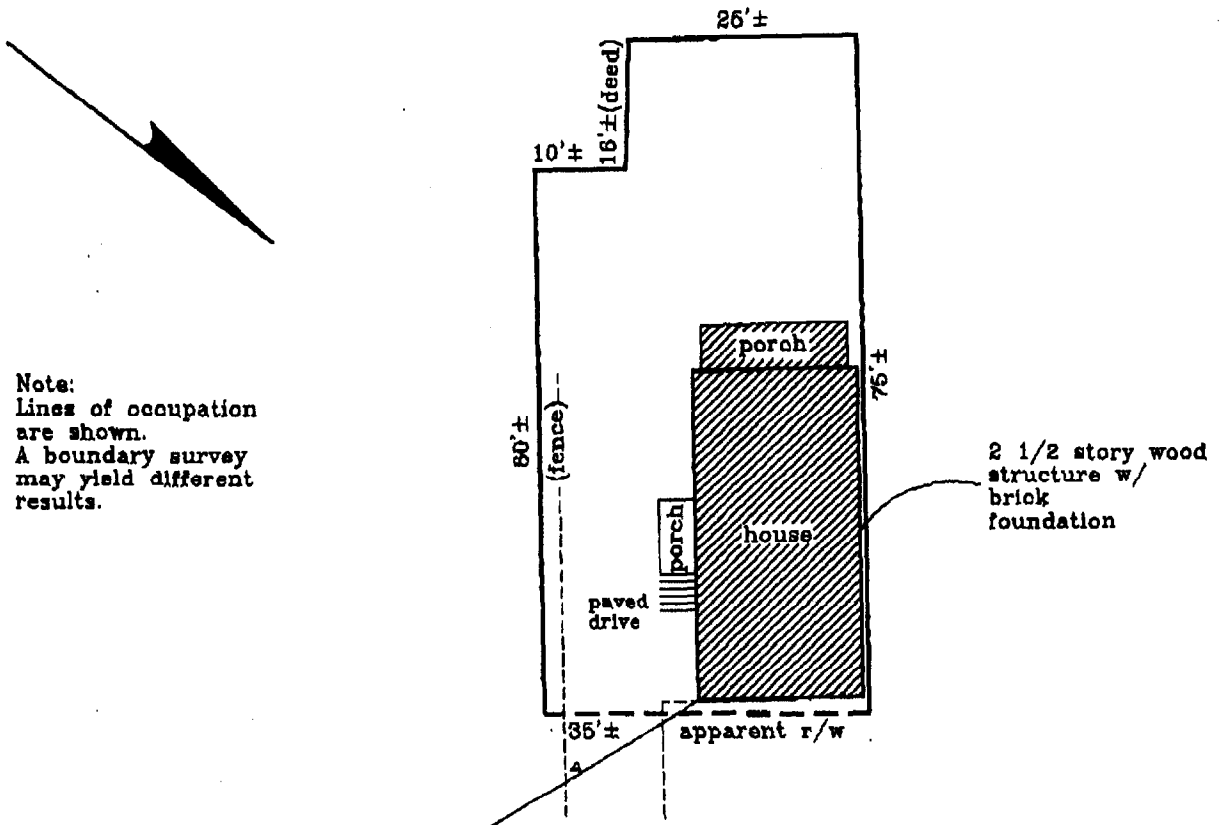 25'±
16'±(deed)
10'±
porch
75'±
Note:
Lines of occupation
are shown.
A boundary survey
may yield different
results.
60'±
(fence)
2 1/2 story wood
structure w/
brick
foundation
porch
house
paved
drive
35'±
apparent r/w